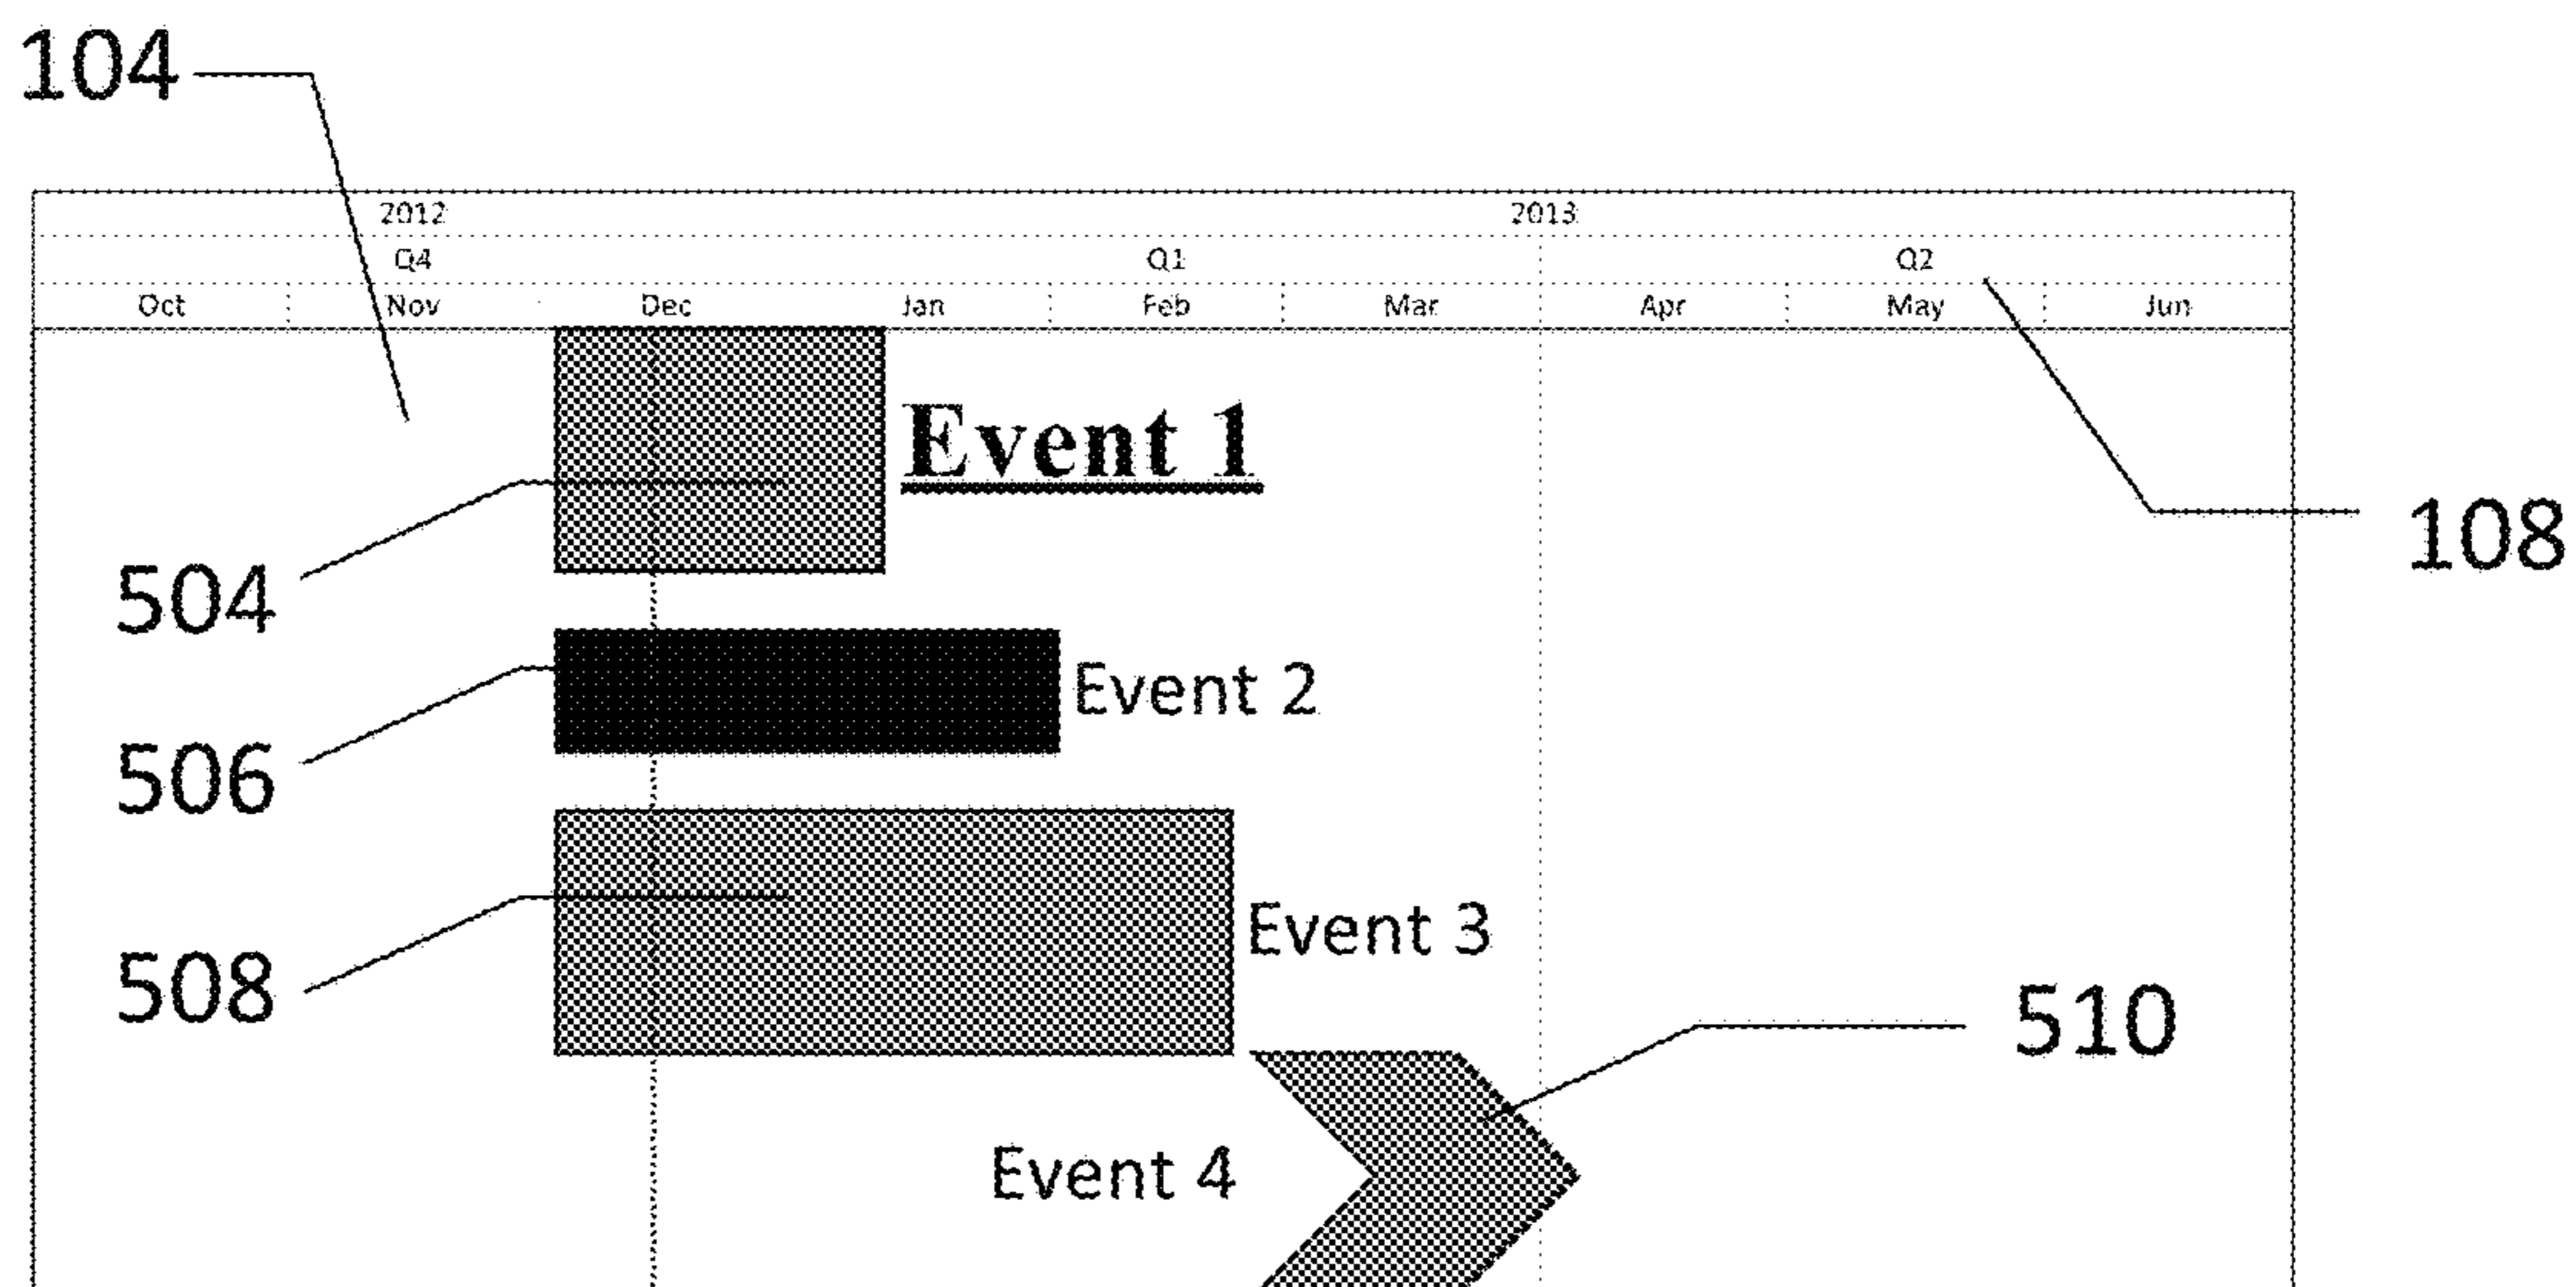 104
2012 2013
Q4 Q1 Q2
Oct Nov Dec Jan Feb Mar Apr May Jun
Event 1
108
504
Event 2
506
Event 3
508
510
Event 4